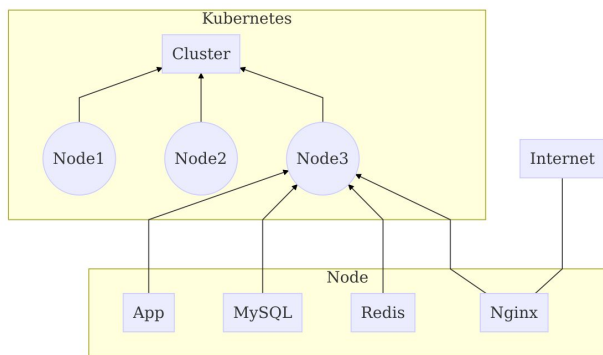 Kubernetes
Cluster
Node1
Node2
Node3
Internet
Node
App
MySQL
Redis
Nginx